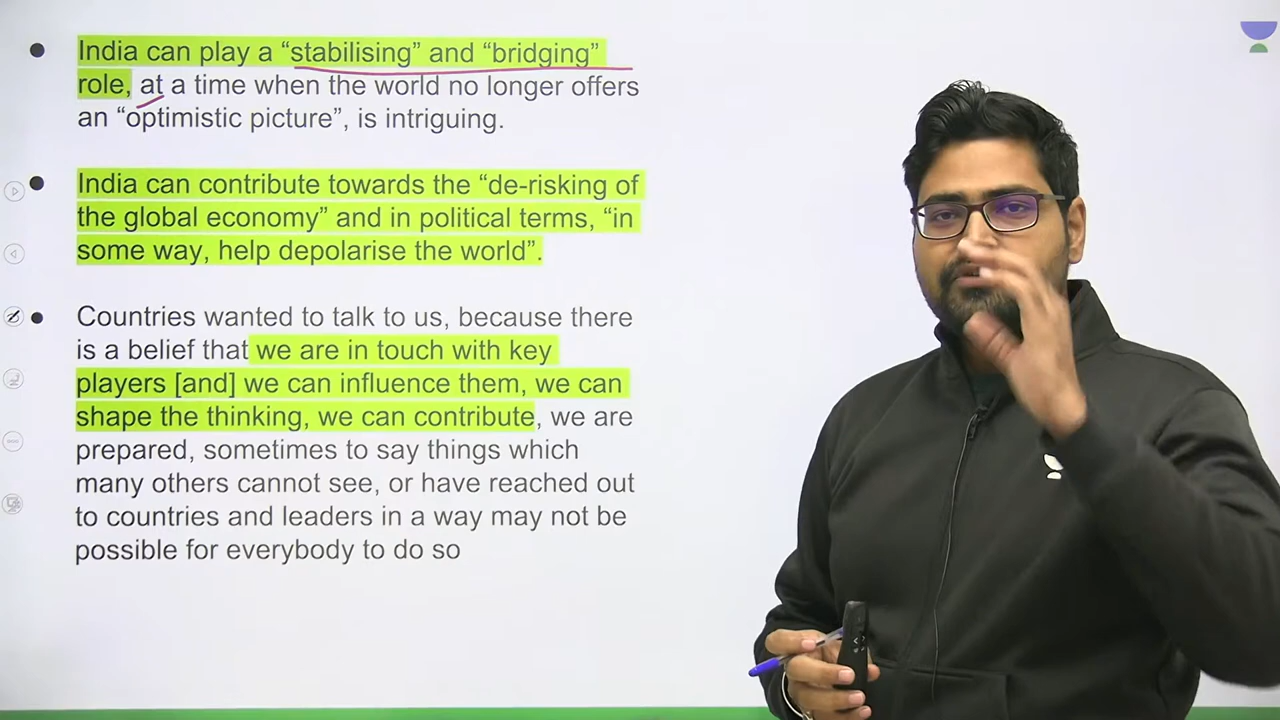 India can play a “stabilising” and “bridging”
role, at a time when the world no longer offers
an “optimistic picture”, is intriguing.
India can contribute towards the “de-risking of
the global economy” and in political terms, “in
some way, help depolarise the world”.
Countries wanted to talk to us, because there
is a belief that we are in touch with key
players [and] we can influence them, we can
shape the thinking, we can contribute, we are
prepared, sometimes to say things which
many others cannot see, or have reached out
to countries and leaders in a way may not be
possible for everybody to do so